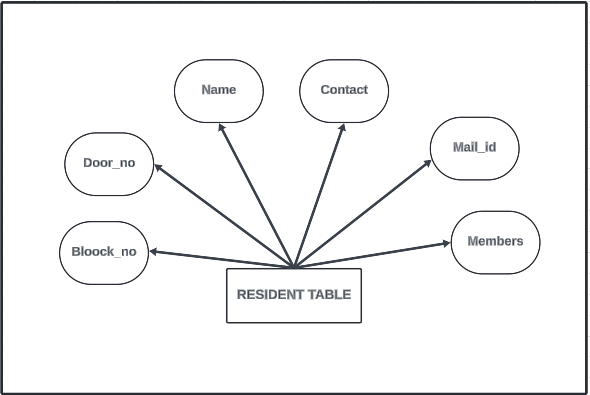 Name
Contact
Door_no
Mail_id
Bloock_no
Members
RESIDENT TABLE